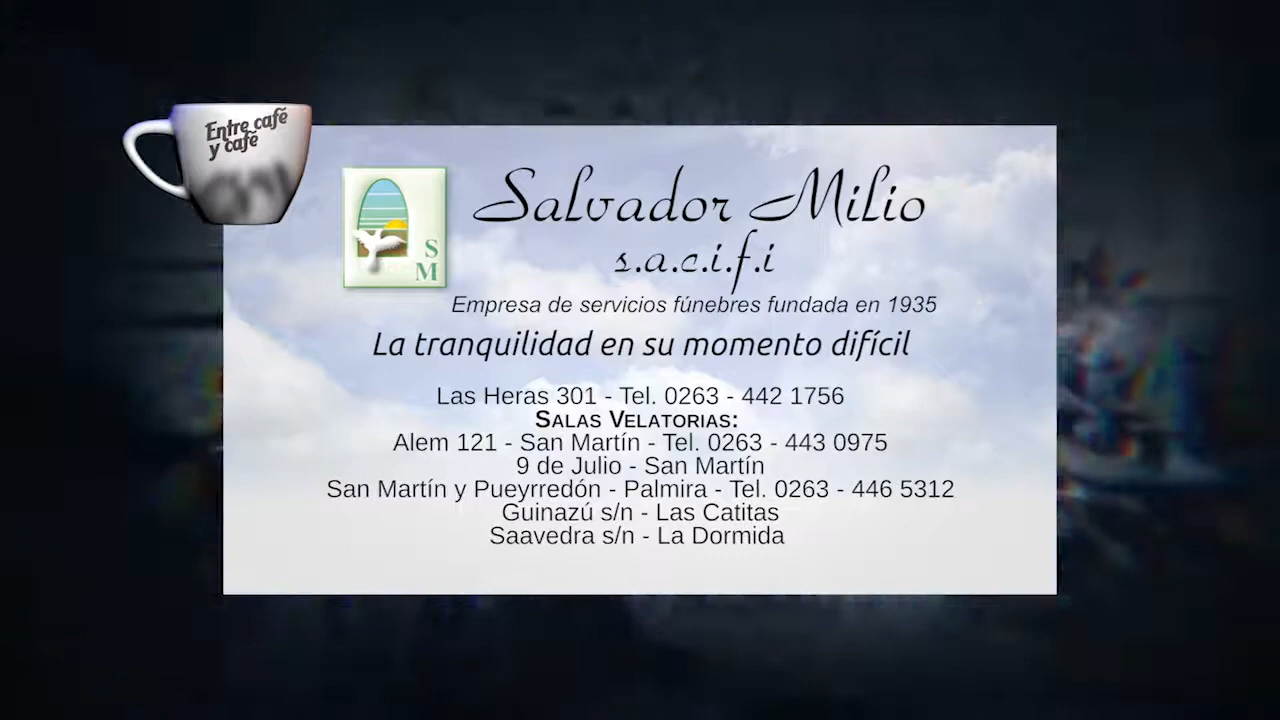 Entre café
y café
Salvador Milio
s.a.c.i.f.i
S
M
Empresa de servicios fúnebres fundada en 1935
La tranquilidad en su momento difícil
Las Heras 301 - Tel. 0263 - 442 1756
SALAS VELATORIAS:
Alem 121 - San Martín - Tel. 0263 - 443 0975
9 de Julio - San Martín
San Martín y Pueyrredón - Palmira - Tel. 0263 - 446 5312
Guinazú s/n - Las Catitas
Saavedra s/n - La Dormida